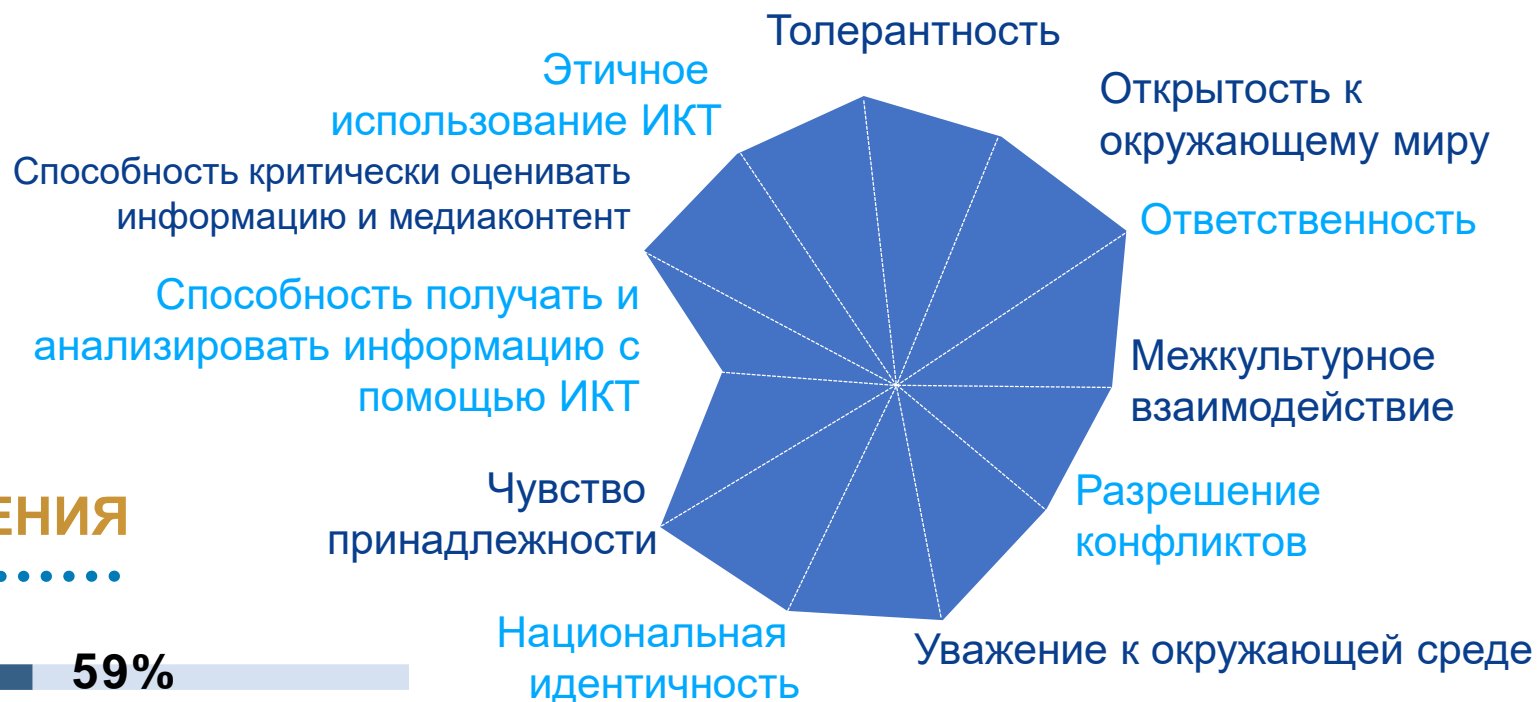 Толерантность
Этичное
использование ИКТ
Открытость к
окружающему миру
Способность критически оценивать
информацию и медиаконтент
Ответственность
Способность получать и
анализировать информацию с
помощью ИКТ
Межкультурное
взаимодействие
Чувство
принадлежности
Разрешение
конфликтов
ЕНИЯ
Национальная
идентичность
Уважение к окружающей среде
59%